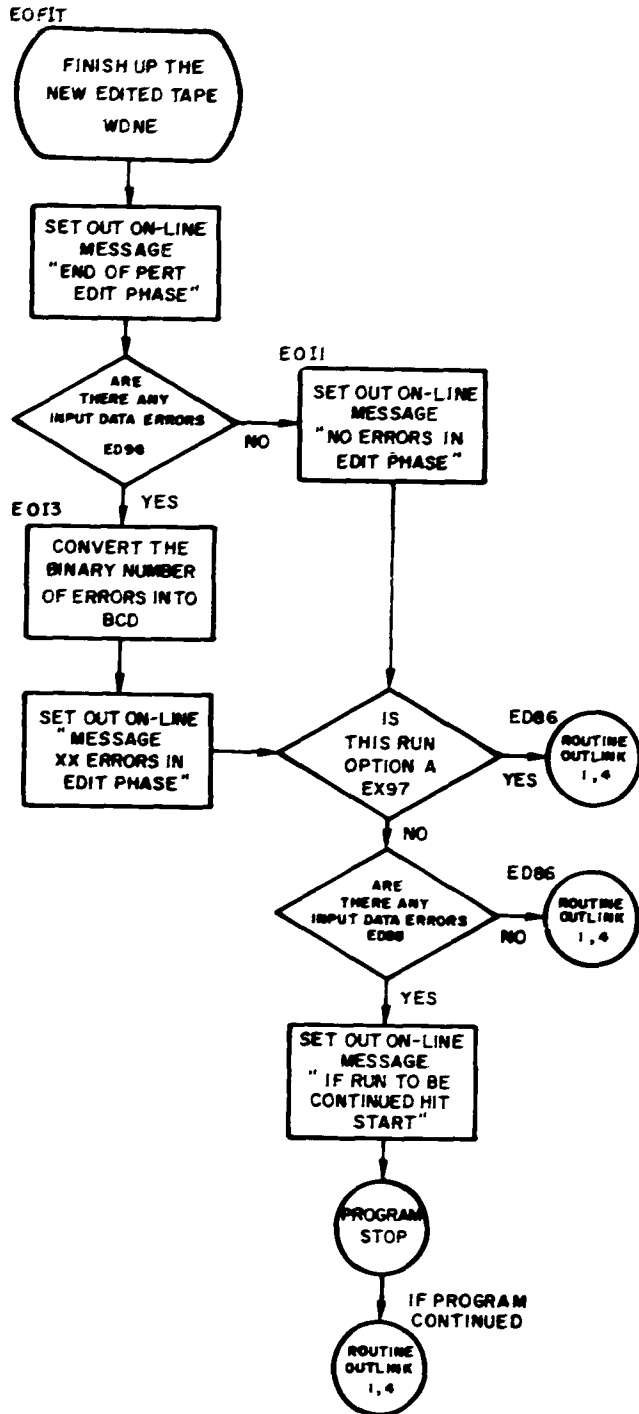 EOFIT
FINISH UP THE
NEW EDITED TAPE
WDNE
SET OUT ON-LINE
MESSAGE
"END OF PERT
EDIT PHASE"
ARE
THERE ANY
INPUT DATA ERRORS
NO
YES
EOI1
SET OUT ON-LINE
MESSAGE
"NO ERRORS IN
EDIT PHASE"
EOI3
CONVERT THE
BINARY NUMBER
OF ERRORS IN TO
BCD
SET OUT ON-LINE
"MESSAGE
XX ERRORS IN
EDIT PHASE"
IS
THIS RUN
OPTION A
EX97
YES
ED86
ROUTINE
OUTLINK
1,4
NO
ARE
THERE ANY
INPUT DATA ERRORS
NO
ED86
ROUTINE
OUTLINK
1,4
YES
SET OUT ON-LINE
MESSAGE
" IF RUN TO BE
CONTINUED HIT
START"
PROGRAM
STOP
IF PROGRAM
CONTINUED
ROUTINE
OUTLINK
1,4